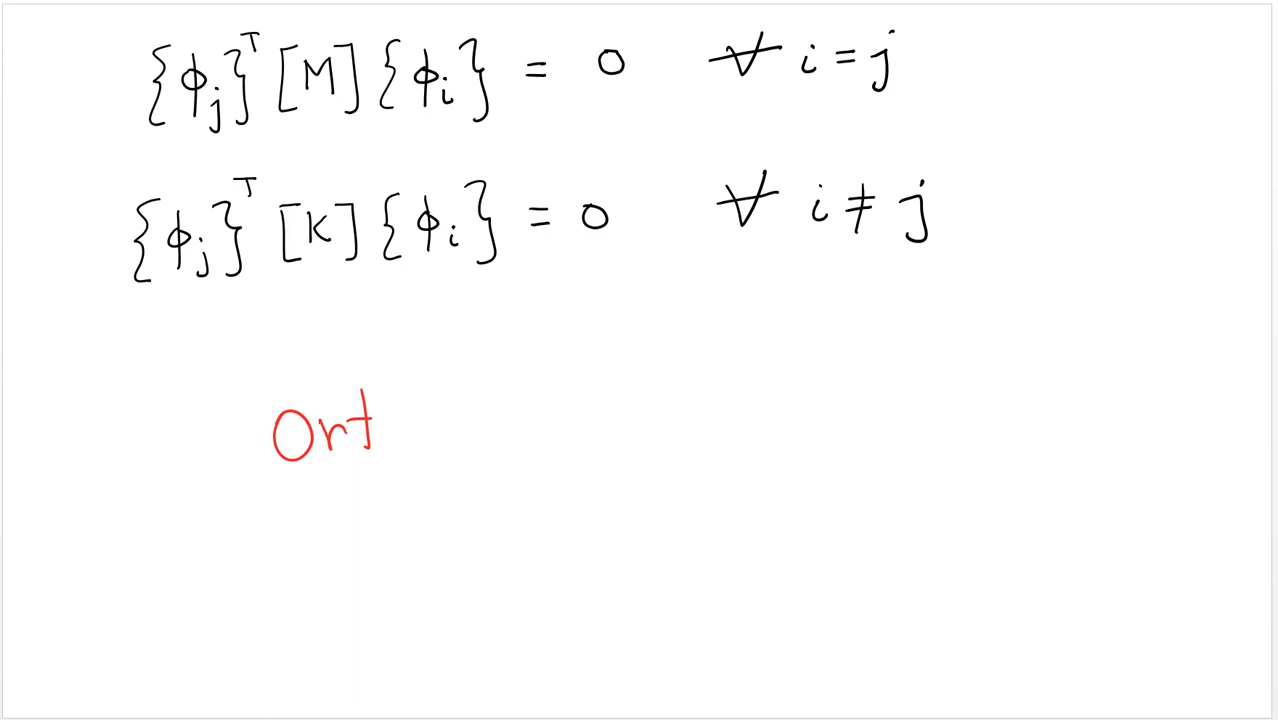 {ϕⱼ}ᵀ [M] {ϕᵢ} = 0 ∀ i = j
{ϕⱼ}ᵀ [K] {ϕᵢ} = 0 ∀ i ≠ j
Ort